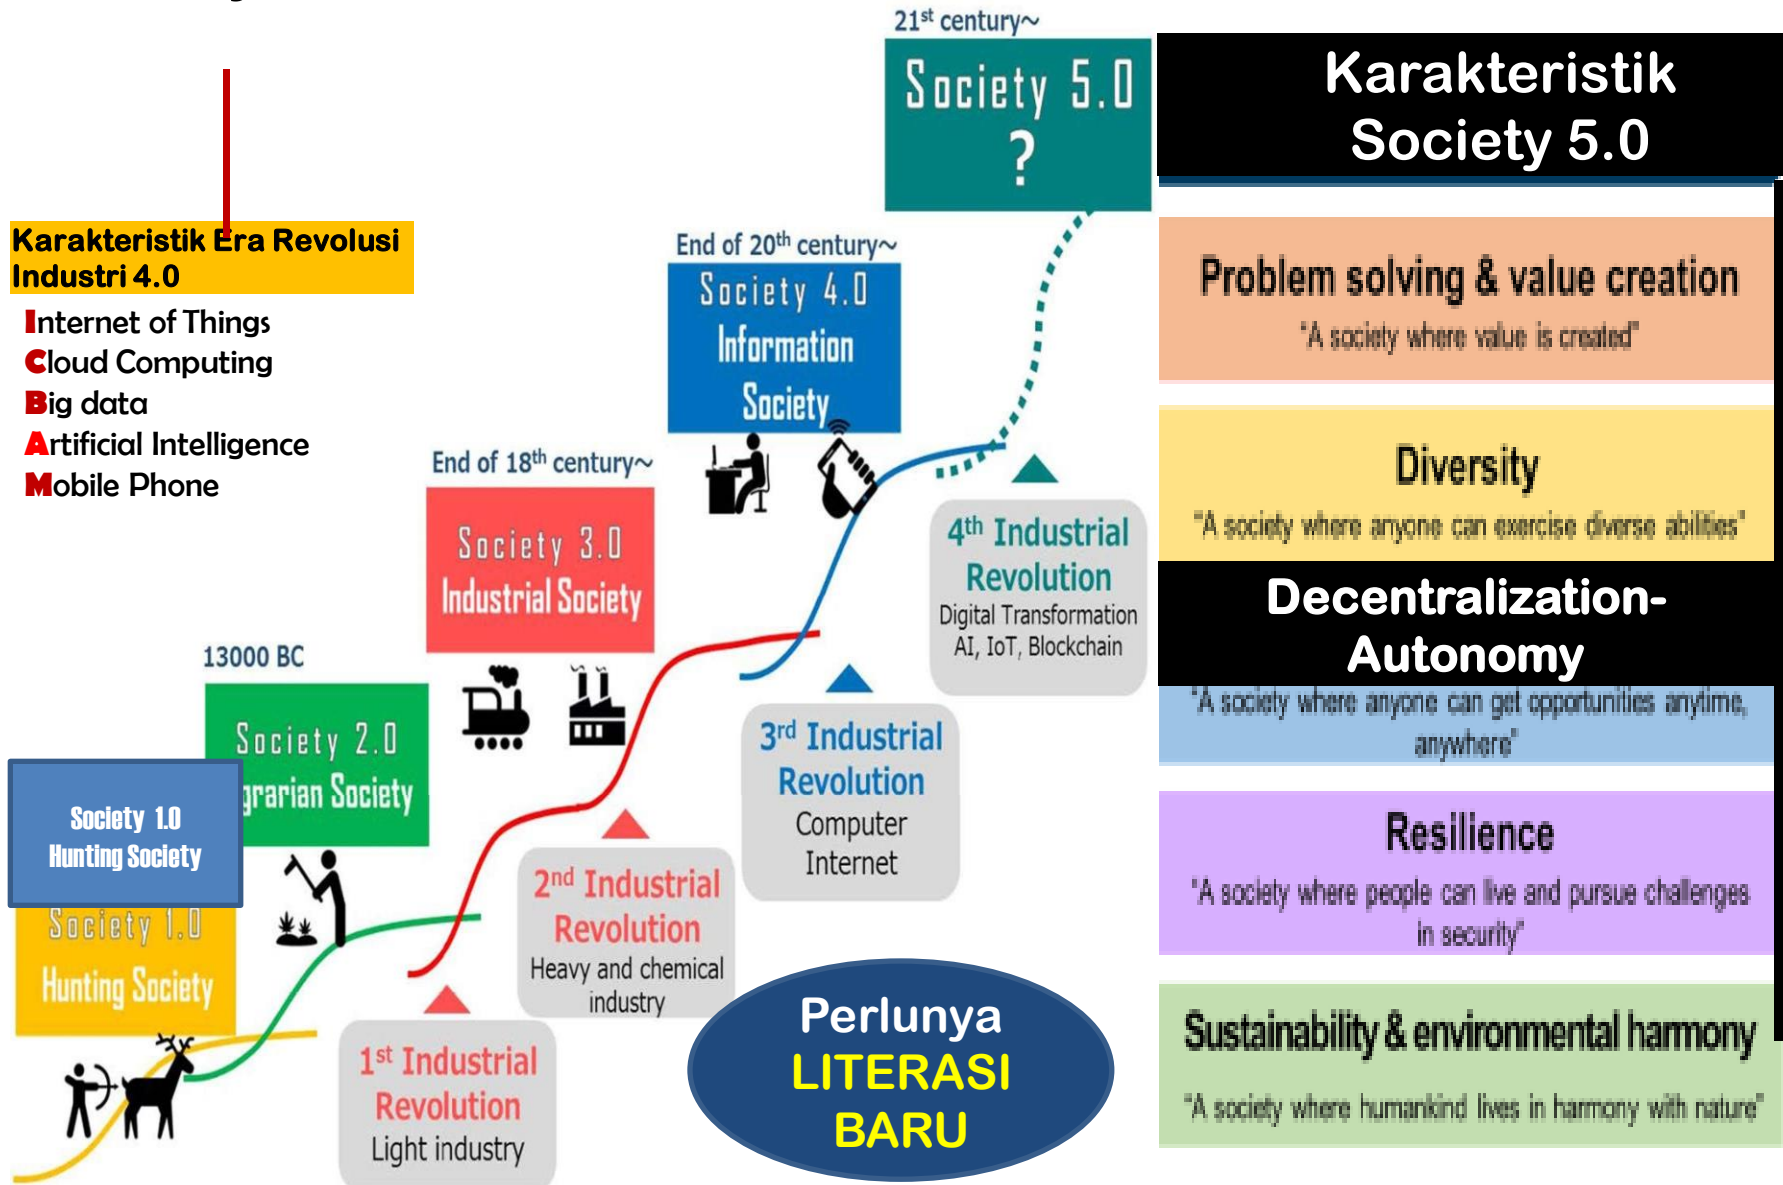 21st century~
Society 5.0
?
Karakteristik
Society 5.0
Karakteristik Era Revolusi
Industri 4.0
Internet of Things
Cloud Computing
Big data
Artificial Intelligence
Mobile Phone
End of 20th century~
Society 4.0
Information
Society
End of 18th century~
Society 3.0
Industrial Society
13000 BC
Society 2.0
grarian Society
Society 1.0
Hunting Society
Society 1.0
Hunting Society
1st Industrial
Revolution
Light industry
2nd Industrial
Revolution
Heavy and chemical
industry
3rd Industrial
Revolution
Computer
Internet
4th Industrial
Revolution
Digital Transformation
AI, IoT, Blockchain
Perlunya
LITERASI
BARU
Problem solving & value creation
"A society where value is created"
Diversity
"A society where anyone can exercise diverse abilities"
Decentralization-
Autonomy
"A society where anyone can get opportunities anytime,
anywhere"
Resilience
"A society where people can live and pursue challenges
in security"
Sustainability & environmental harmony
"A society where humankind lives in harmony with nature"